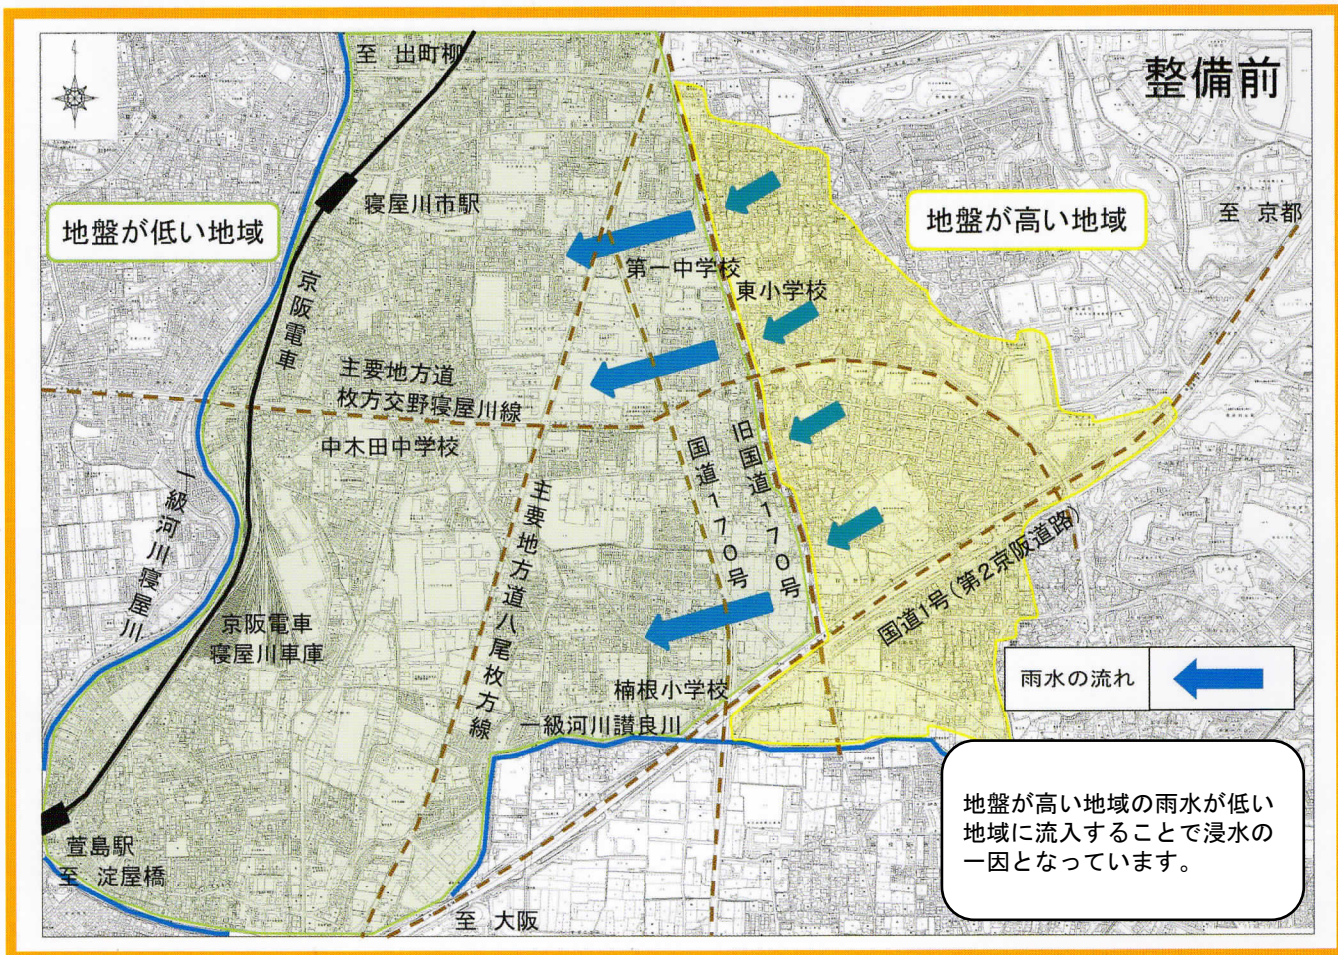 整備前
至 出町柳
寝屋川市駅
地盤が低い地域
地盤が高い地域
至 京都
第一中学校
東小学校
京阪電車
主要地方道
枚方交野寝屋川線
中木田中学校
国道170号
旧国道170号
一級河川寝屋川
主要地方道八尾枚方線
国道1号(第2京阪道路)
京阪電車
寝屋川車庫
楠根小学校
一級河川讃良川
雨水の流れ
萱島駅
至 淀屋橋
至 大阪
地盤が高い地域の雨水が低い
地域に流入することで浸水の
一因となっています。